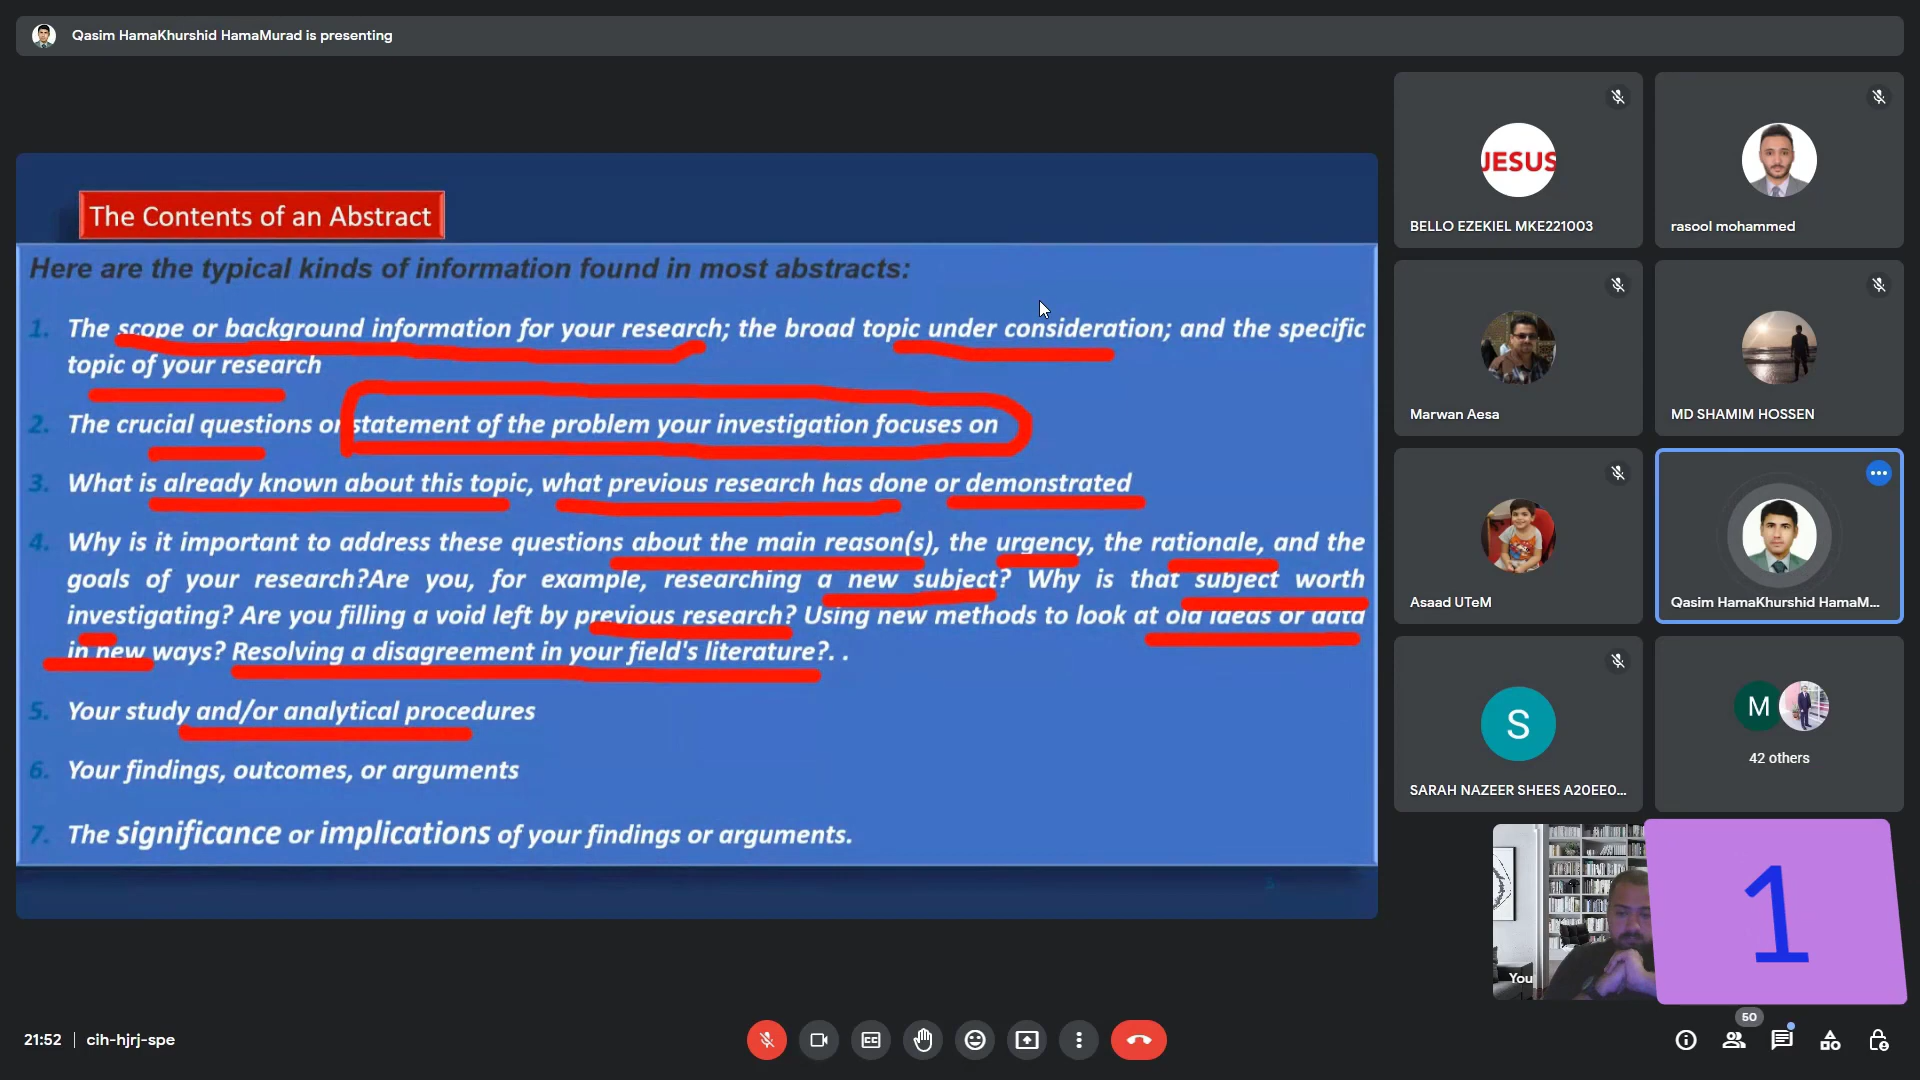 Qasim HamaKhurshid HamaMurad is presenting
The Contents of an Abstract
Here are the typical kinds of information found in most abstracts:
1. The scope or background information for your research; the broad topic under consideration; and the specific
topic of your research
2. The crucial questions or statement of the problem your investigation focuses on
3. What is already known about this topic, what previous research has done or demonstrated
4. Why is it important to address these questions about the main reason(s), the urgency, the rationale, and the
goals of your research?Are you, for example, researching a new subject? Why is that subject worth
investigating? Are you filling a void left by previous research? Using new methods to look at old ideas or data
in new ways? Resolving a disagreement in your field's literature?. .
5. Your study and/or analytical procedures
6. Your findings, outcomes, or arguments
7. The significance or implications of your findings or arguments.
5
JESUS
BELLO EZEKIEL MKE221003
rasool mohammed
Marwan Aesa
MD SHAMIM HOSSEN
Asaad UTeM
Qasim HamaKhurshid HamaM...
S
SARAH NAZEER SHEES A20EE0...
M
42 others
You
1
21:52 | cih-hjrj-spe
CC
50